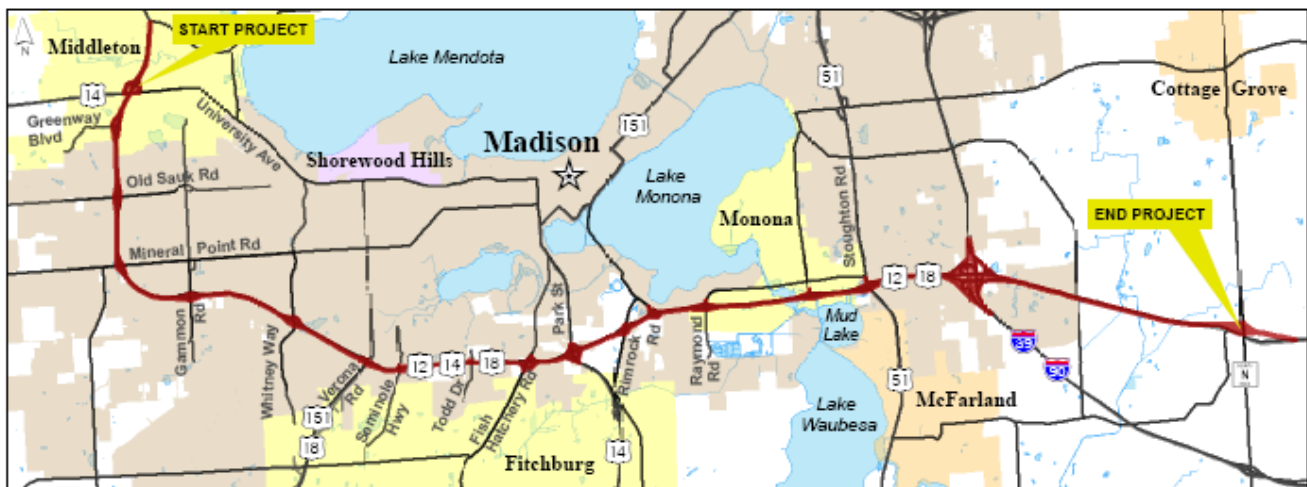 N
Middleton
START PROJECT
14
Greenway
Blvd
University Ave
Lake Mendota
Shorewood Hills
Madison
151
51
Cottage Grove
Old Sauk Rd
Lake
Monona
Monona
Stoughton Rd
END PROJECT
Mineral Point Rd
Gammon
Rd
Whitney Way
Verona
Rd
Seminole
Hwy
12
14
18
Todd Dr
Fish
Hatchery Rd
Park St
Rimrock
Rd
Raymond
Rd
12
18
Mud
Lake
39
90
N
151
18
Fitchburg
14
Lake
Waubesa
51
McFarland